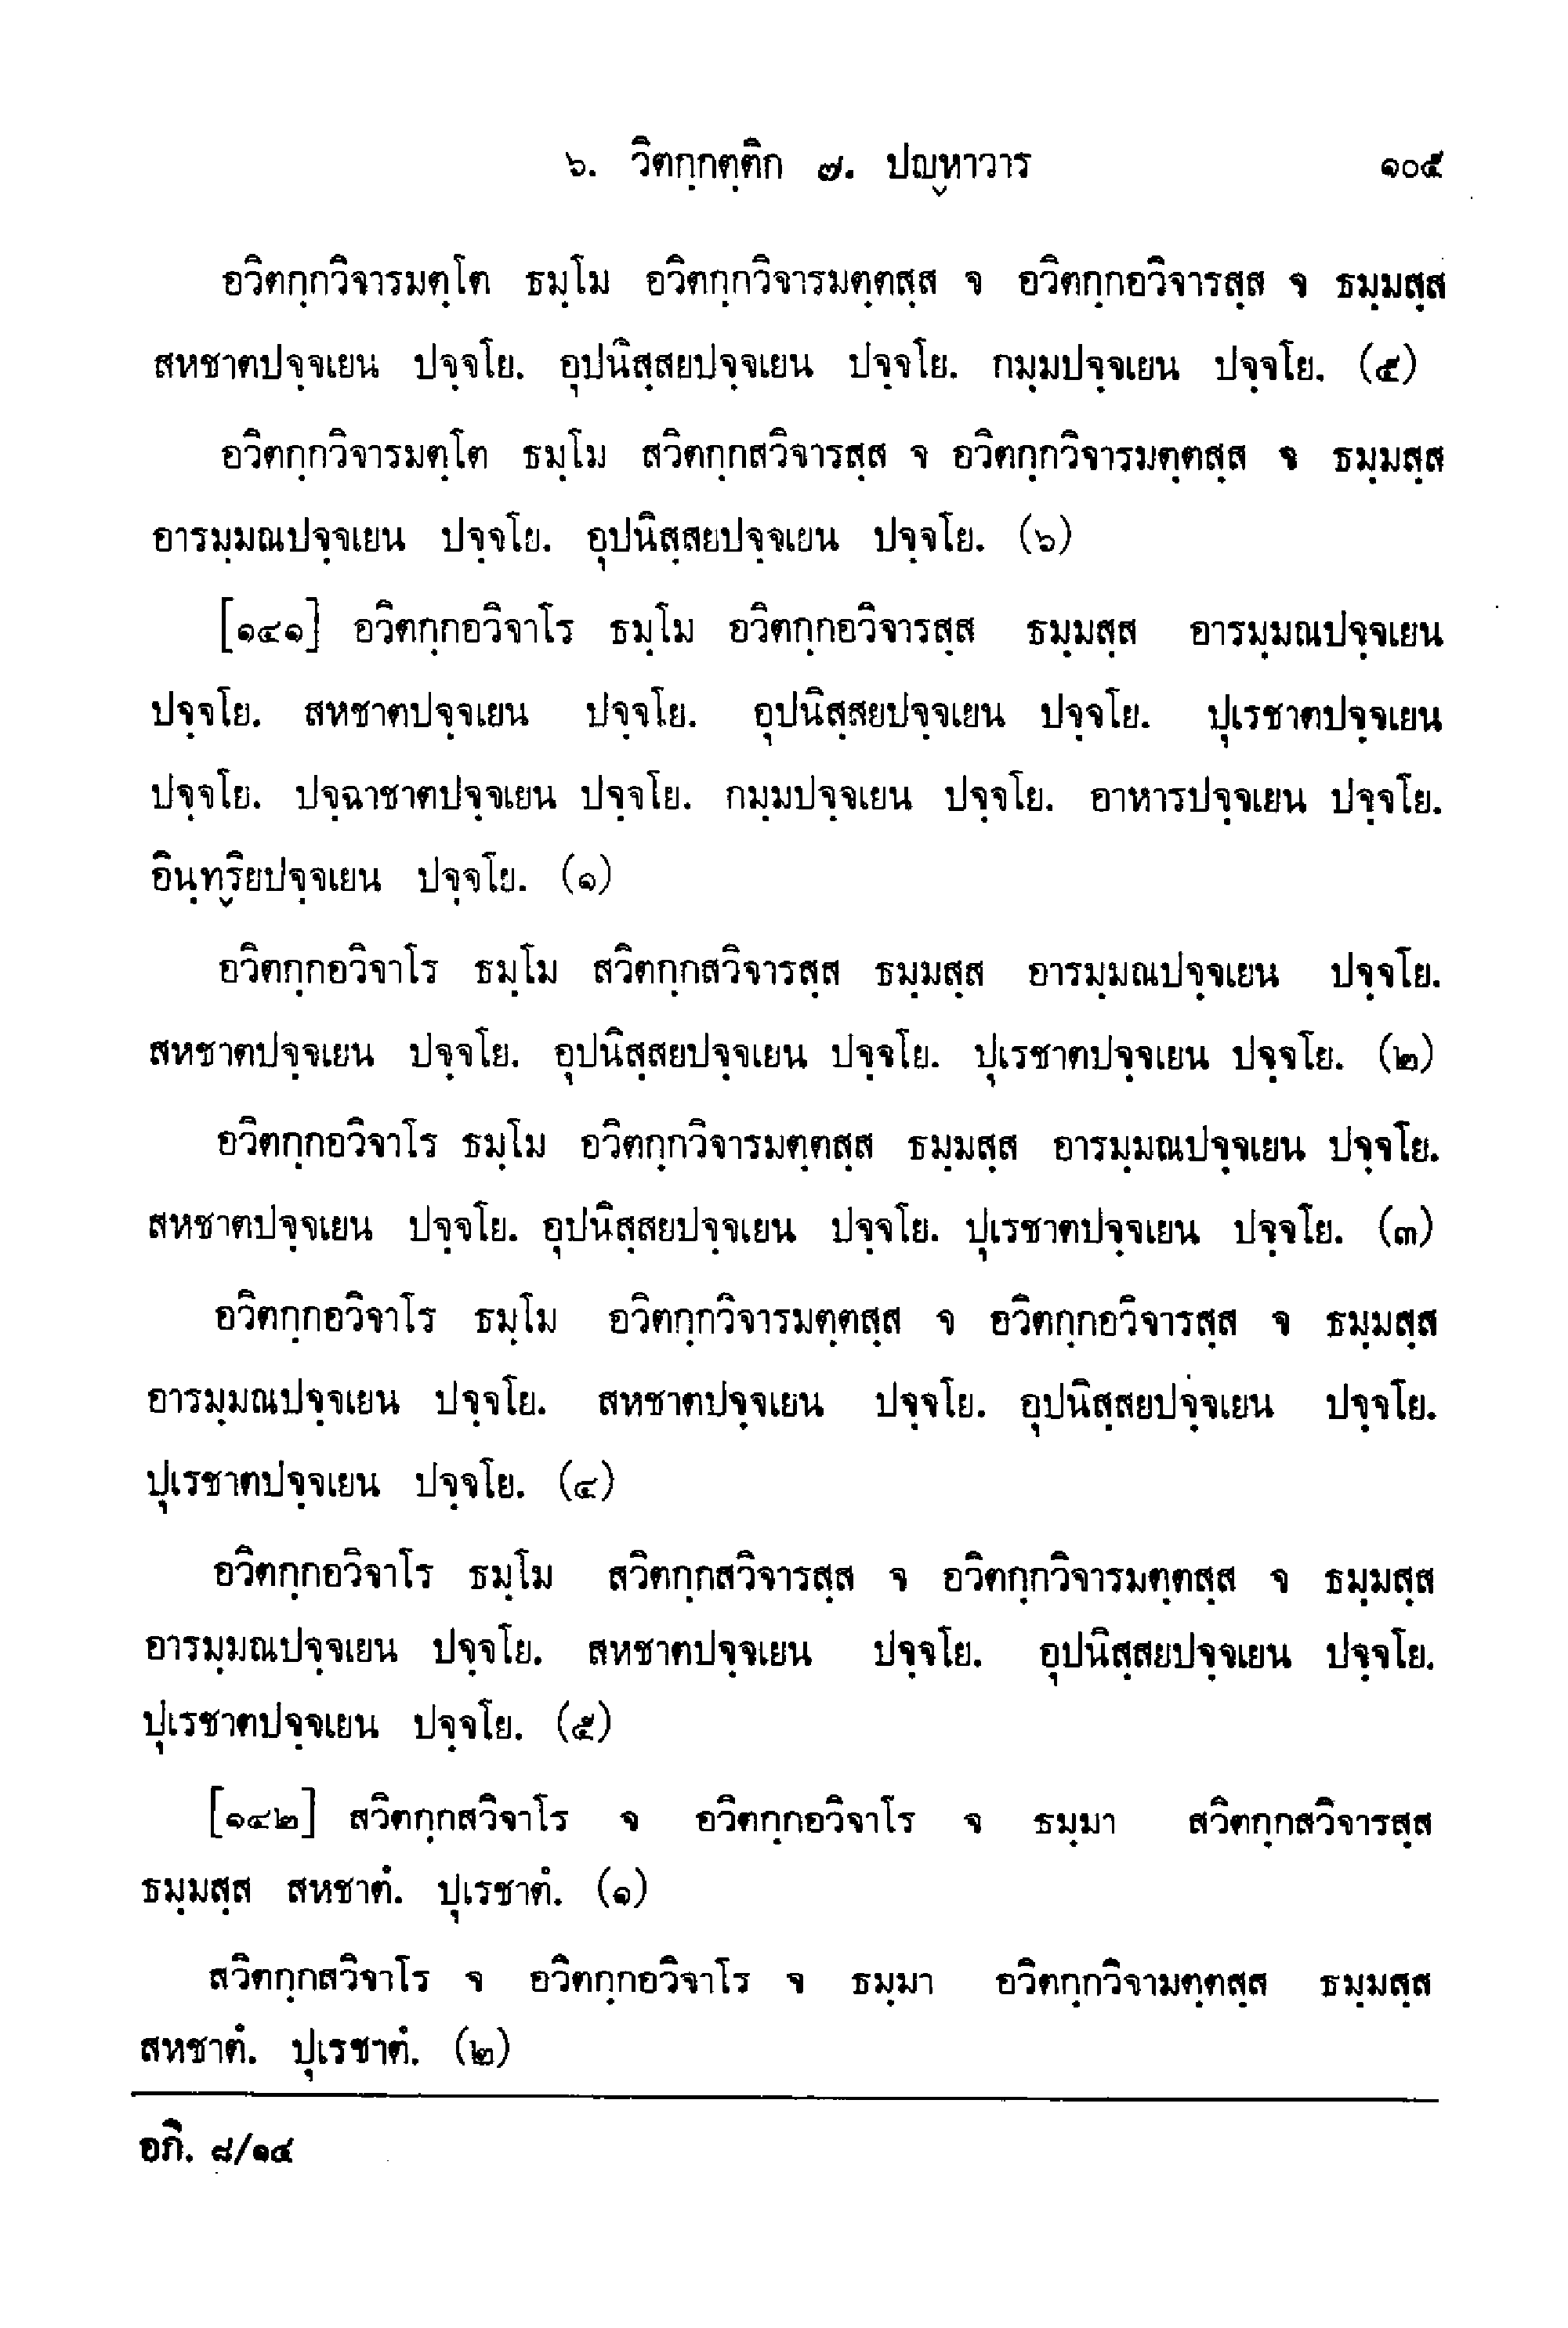 ๖. วิตกฺกตฺติก ๗. ปญฺหาวาร ๑๐๕
อวิตกฺกวิจารมตฺโต ธมฺโม อวิตกฺกวิจารมตฺตสฺส จ อวิตกฺกอวิจารสฺส จ ธมฺมสฺส
สหชาตปจฺจเยน ปจฺจโย. อุปนิสฺสยปจฺจเยน ปจฺจโย. กมฺมปจฺจเยน ปจฺจโย. (๕)
อวิตกฺกวิจารมตฺโต ธมฺโม สวิตกฺกสวิจารสฺส จ อวิตกฺกวิจารมตฺตสฺส จ ธมฺมสฺส
อารมฺมณปจฺจเยน ปจฺจโย. อุปนิสฺสยปจฺจเยน ปจฺจโย. (๖)
[๑๔๑] อวิตกฺกอวิจาโร ธมฺโม อวิตกฺกอวิจารสฺส ธมฺมสฺส อารมฺมณปจฺจเยน
ปจฺจโย. สหชาตปจฺจเยน ปจฺจโย. อุปนิสฺสยปจฺจเยน ปจฺจโย. ปุเรชาตปจฺจเยน
ปจฺจโย. ปจฺฉาชาตปจฺจเยน ปจฺจโย. กมฺมปจฺจเยน ปจฺจโย. อาหารปจฺจเยน ปจฺจโย.
อินฺทฺริยปจฺจเยน ปจฺจโย. (๑)
อวิตกฺกอวิจาโร ธมฺโม สวิตกฺกสวิจารสฺส ธมฺมสฺส อารมฺมณปจฺจเยน ปจฺจโย.
สหชาตปจฺจเยน ปจฺจโย. อุปนิสฺสยปจฺจเยน ปจฺจโย. ปุเรชาตปจฺจเยน ปจฺจโย. (๒)
อวิตกฺกอวิจาโร ธมฺโม อวิตกฺกวิจารมตฺตสฺส ธมฺมสฺส อารมฺมณปจฺจเยน ปจฺจโย.
สหชาตปจฺจเยน ปจฺจโย. อุปนิสฺสยปจฺจเยน ปจฺจโย. ปุเรชาตปจฺจเยน ปจฺจโย. (๓)
อวิตกฺกอวิจาโร ธมฺโม อวิตกฺกวิจารมตฺตสฺส จ อวิตกฺกอวิจารสฺส จ ธมฺมสฺส
อารมฺมณปจฺจเยน ปจฺจโย. สหชาตปจฺจเยน ปจฺจโย. อุปนิสฺสยปจฺจเยน ปจฺจโย.
ปุเรชาตปจฺจเยน ปจฺจโย. (๔)
อวิตกฺกอวิจาโร ธมฺโม สวิตกฺกสวิจารสฺส จ อวิตกฺกวิจารมตฺตสฺส จ ธมฺมสฺส
อารมฺมณปจฺจเยน ปจฺจโย. สหชาตปจฺจเยน ปจฺจโย. อุปนิสฺสยปจฺจเยน ปจฺจโย.
ปุเรชาตปจฺจเยน ปจฺจโย. (๕)
[๑๔๒] สวิตกฺกสวิจาโร จ อวิตกฺกอวิจาโร จ ธมฺมา สวิตกฺกสวิจารสฺส
ธมฺมสฺส สหชาตํ. ปุเรชาตํ. (๑)
สวิตกฺกสวิจาโร จ อวิตกฺกอวิจาโร จ ธมฺมา อวิตกฺกวิจามตฺตสฺส ธมฺมสฺส
สหชาตํ. ปุเรชาตํ. (๒)
อภิ. ๘/๑๔